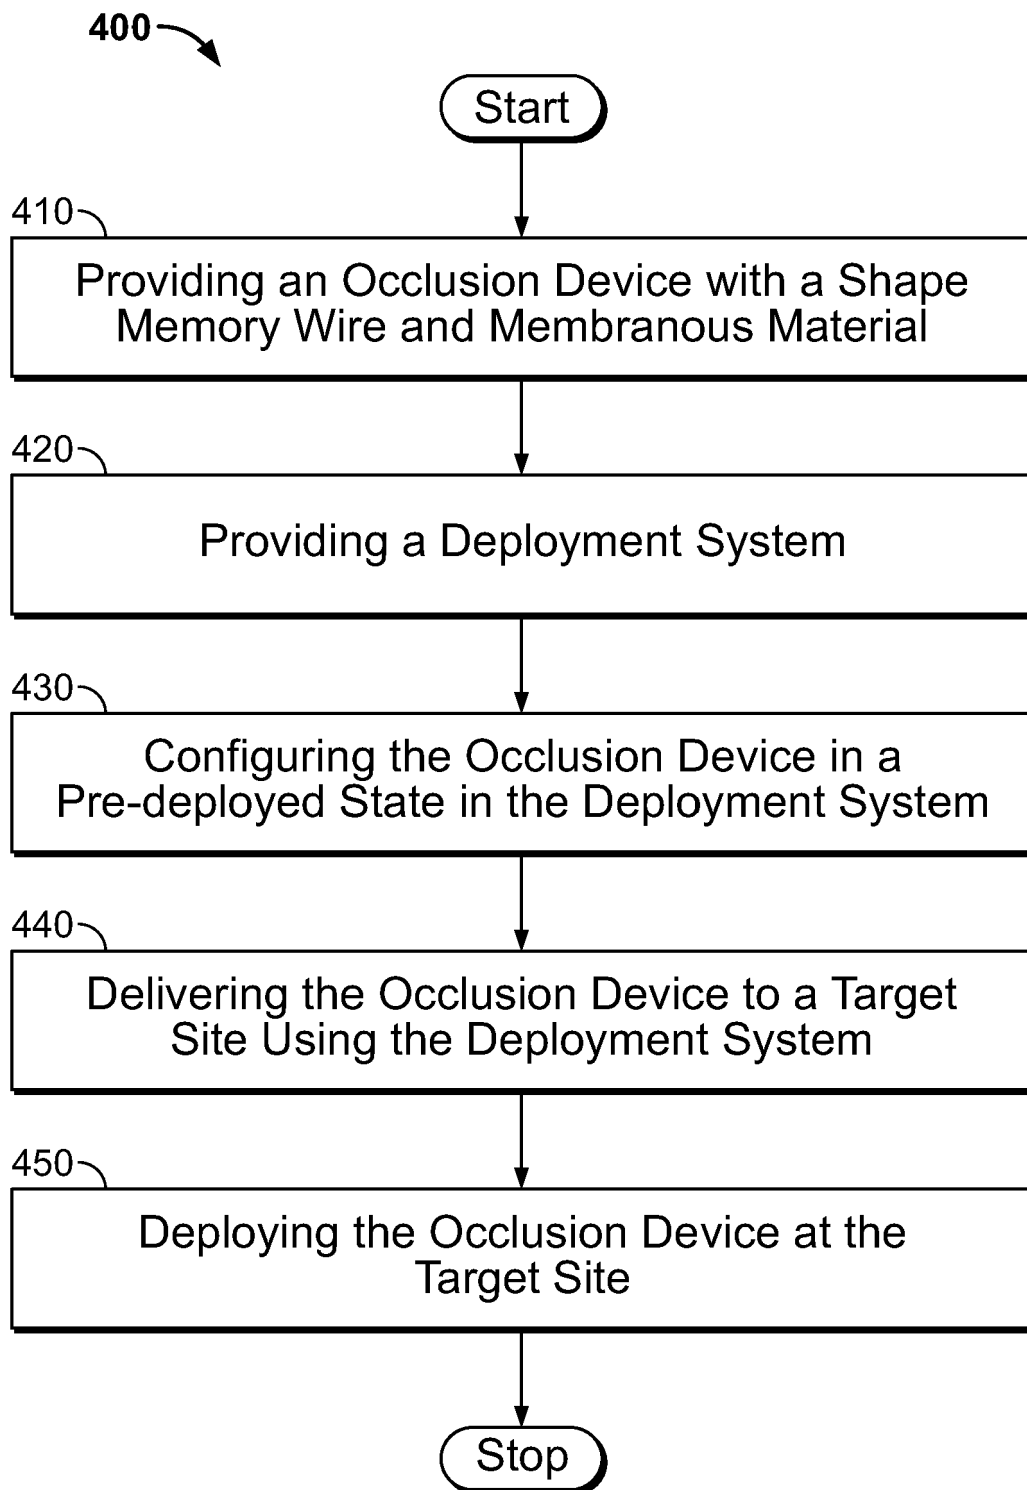 400
Start
410
Providing an Occlusion Device with a Shape
Memory Wire and Membranous Material
420
Providing a Deployment System
430
Configuring the Occlusion Device in a
Pre-deployed State in the Deployment System
440
Delivering the Occlusion Device to a Target
Site Using the Deployment System
450
Deploying the Occlusion Device at the
Target Site
Stop